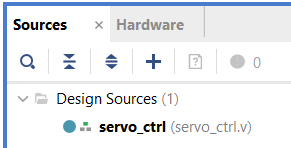 Sources × Hardware
0
Design Sources (1)
servo_ctrl (servo_ctrl.v)